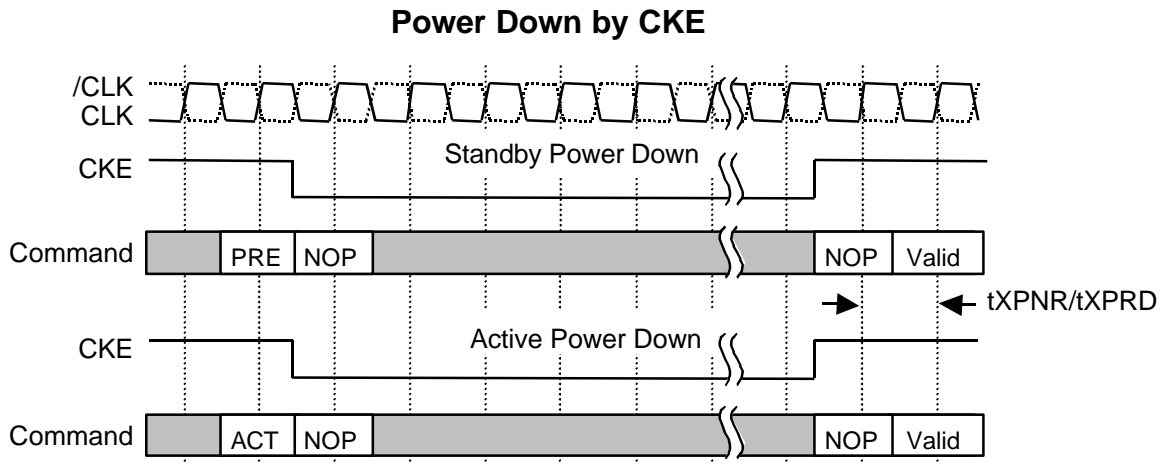 Power Down by CKE
/CLK
CLK
CKE
Standby Power Down
Command
PRE
NOP
NOP
Valid
tXPNR/tXPRD
CKE
Active Power Down
Command
ACT
NOP
NOP
Valid